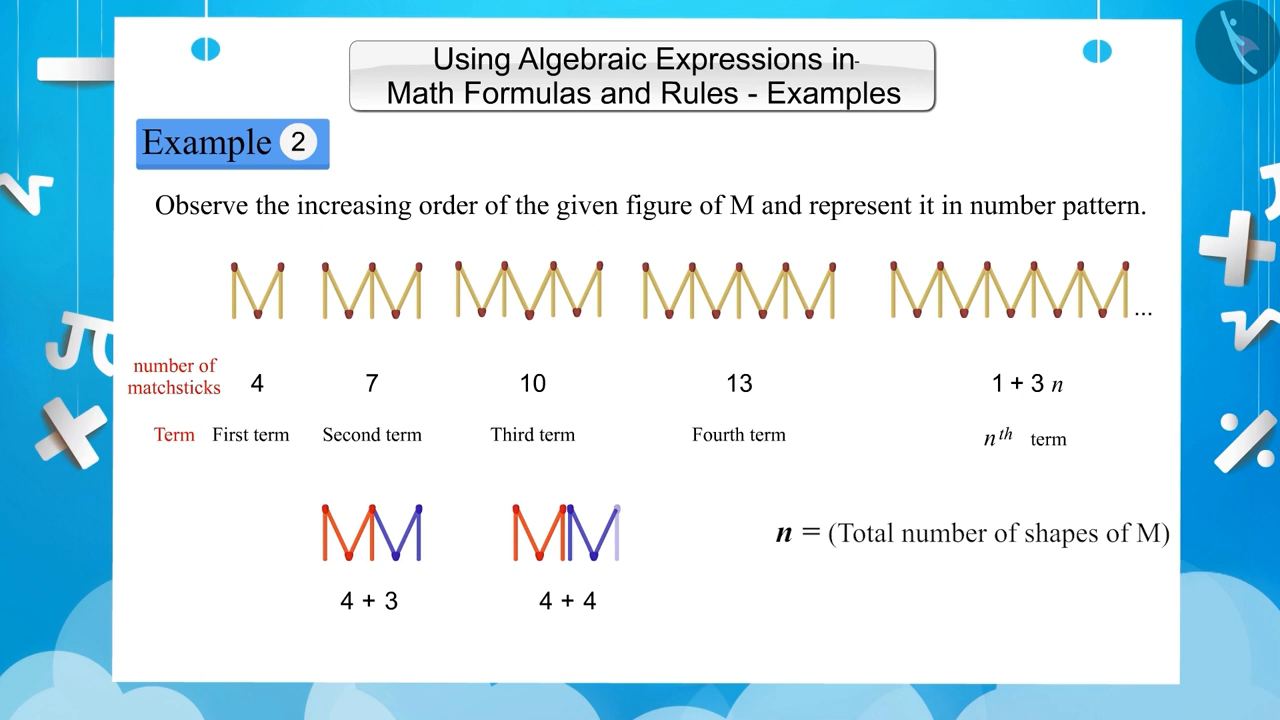 Using Algebraic Expressions in-
Math Formulas and Rules - Examples
Example 2
Observe the increasing order of the given figure of M and represent it in number pattern.
...
number of
matchsticks 4 7 10 13 1 + 3 n
Term First term Second term Third term Fourth term n^th term
n = (Total number of shapes of M)
4 + 3 4 + 4